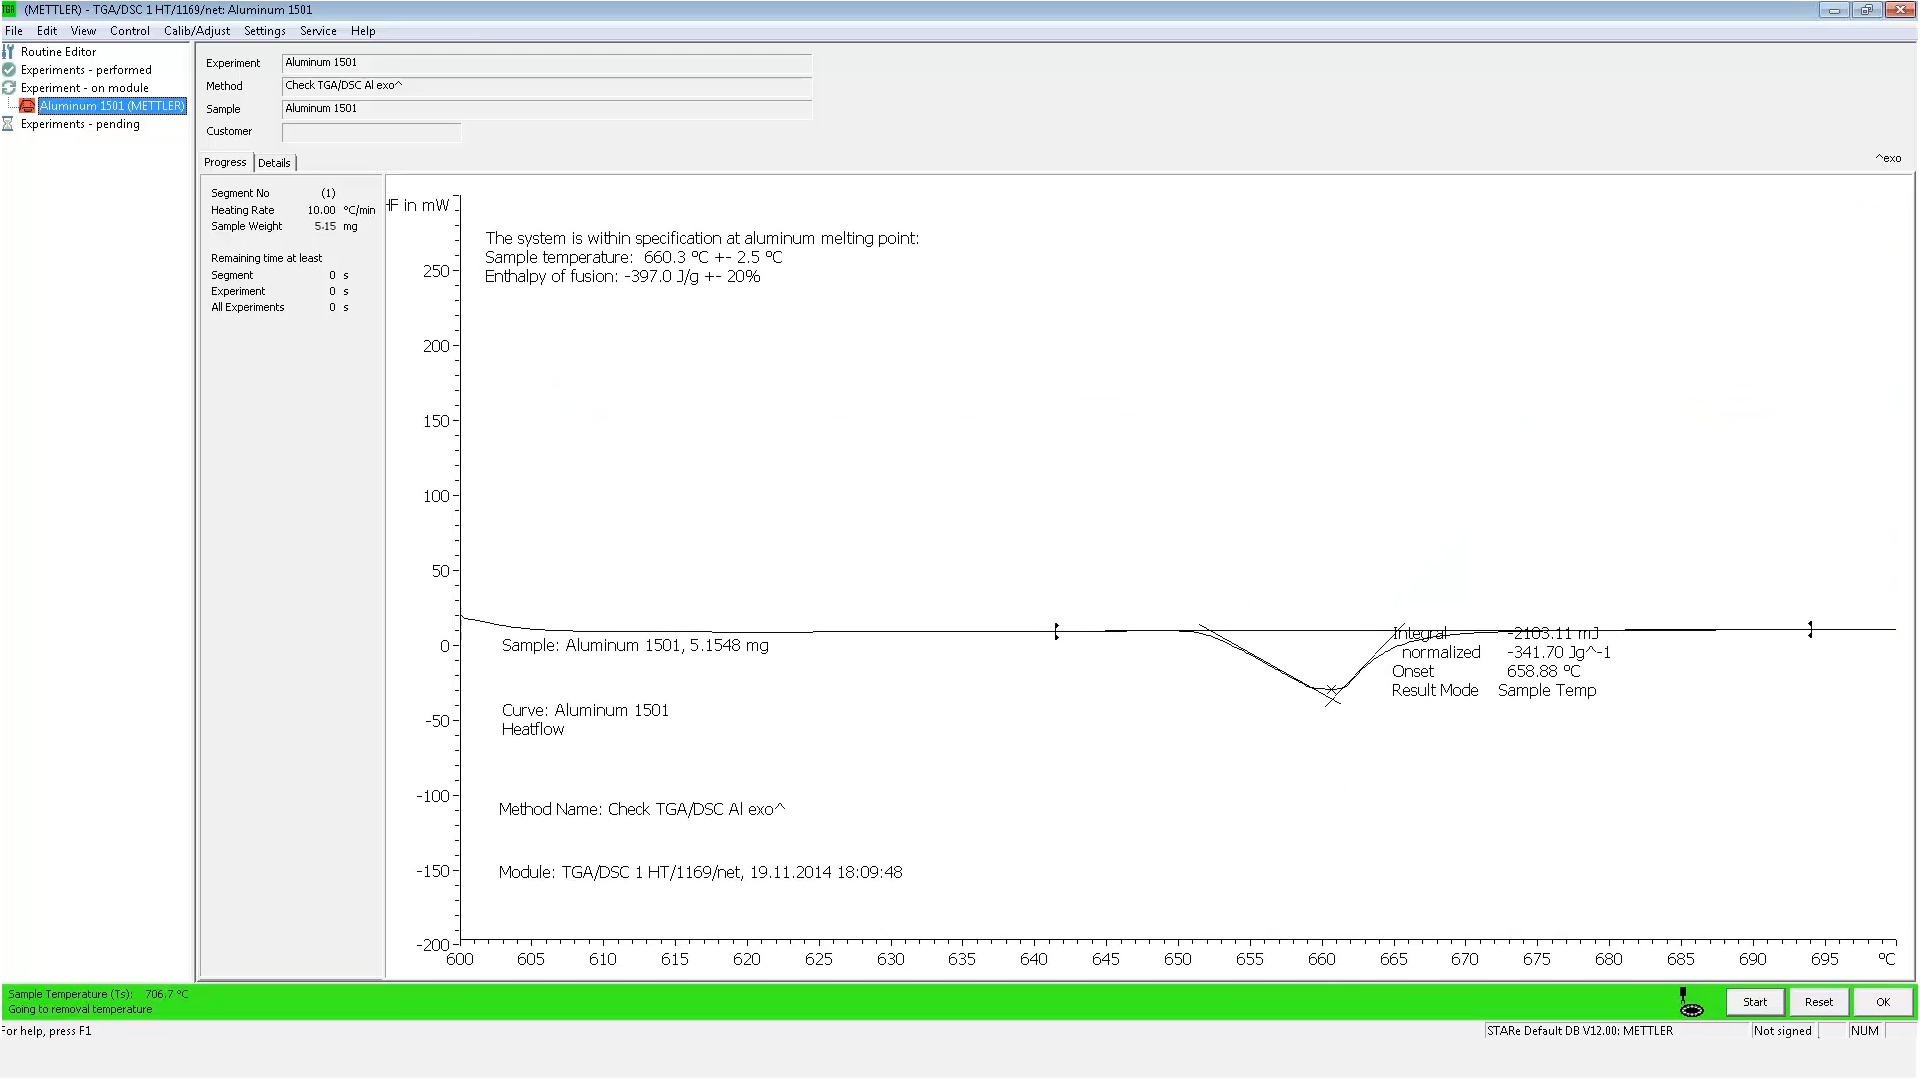 (METTLER) - TGA/DSC 1 HT/1169/net: Aluminum 1501
File Edit View Control Calib/Adjust Settings Service Help
Routine Editor
Experiments - performed
Experiment - on module
Aluminum 1501 (METTLER)
Experiments - pending
Experiment Aluminum 1501
Method Check TGA/DSC Al exo^
Sample Aluminum 1501
Customer
Progress Details
^exo
Segment No (1)
Heating Rate 10.00 °C/min
Sample Weight 5.15 mg
Remaining time at least
Segment 0 s
Experiment 0 s
All Experiments 0 s
HF in mW
The system is within specification at aluminum melting point:
Sample temperature: 660.3 °C +- 2.5 °C
Enthalpy of fusion: -397.0 J/g +- 20%
250
200
150
100
50
0
-50
-100
-150
-200
Sample: Aluminum 1501, 5.1548 mg
Integral -2103.11 mJ
normalized -341.70 Jg^-1
Onset 658.88 °C
Result Mode Sample Temp
Curve: Aluminum 1501
Heatflow
Method Name: Check TGA/DSC Al exo^
Module: TGA/DSC 1 HT/1169/net, 19.11.2014 18:09:48
600 605 610 615 620 625 630 635 640 645 650 655 660 665 670 675 680 685 690 695 °C
Sample Temperature (Ts): 706.7 °C
Going to removal temperature
Start Reset OK
For help, press F1
STARe Default DB V12.00: METTLER Not signed NUM